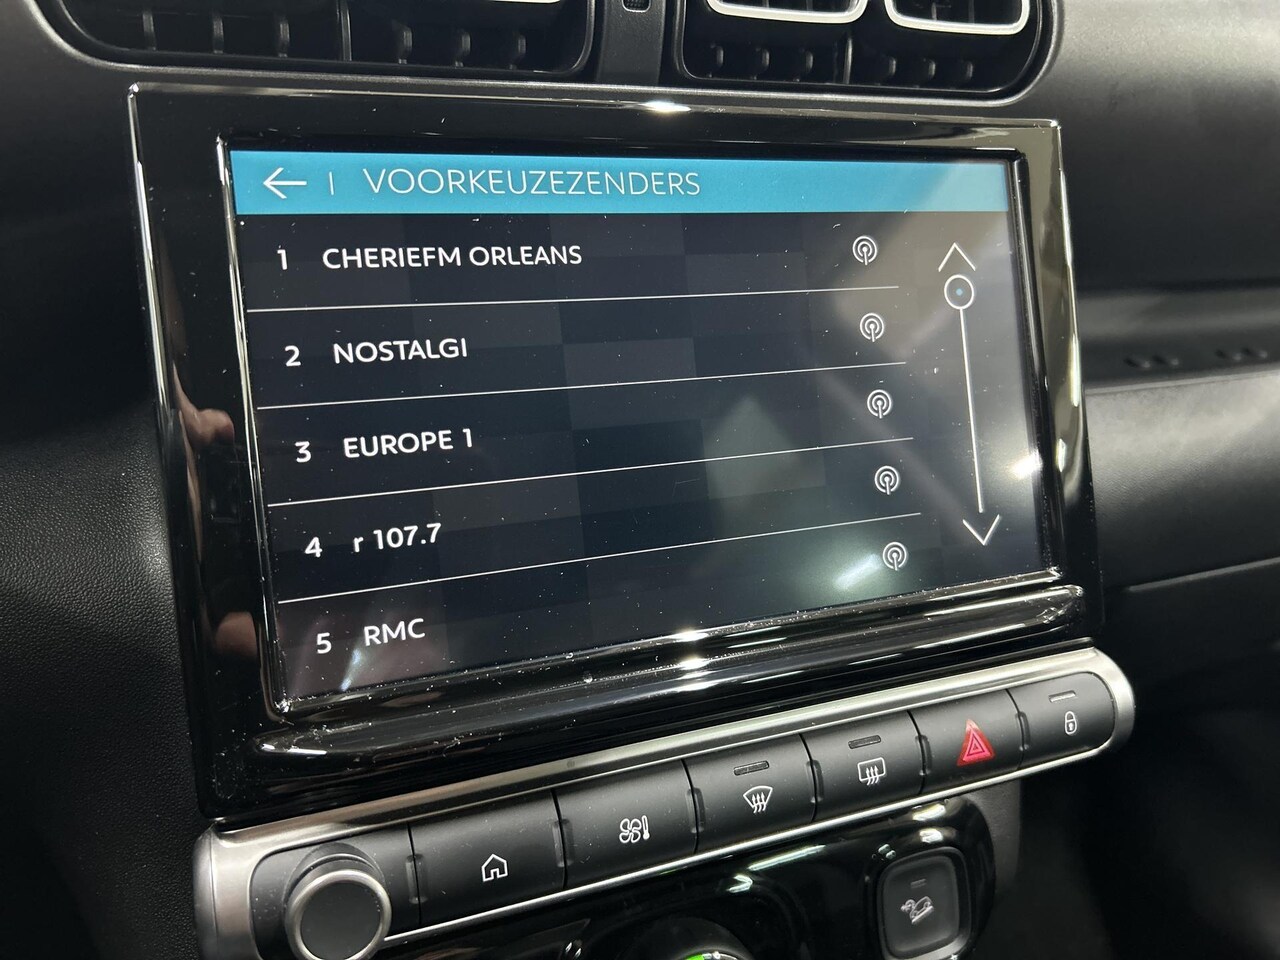 VOORKEUZEZENDERS
1 CHERIEFM ORLEANS
2 NOSTALGI
3 EUROPE 1
4 r 107.7
5 RMC